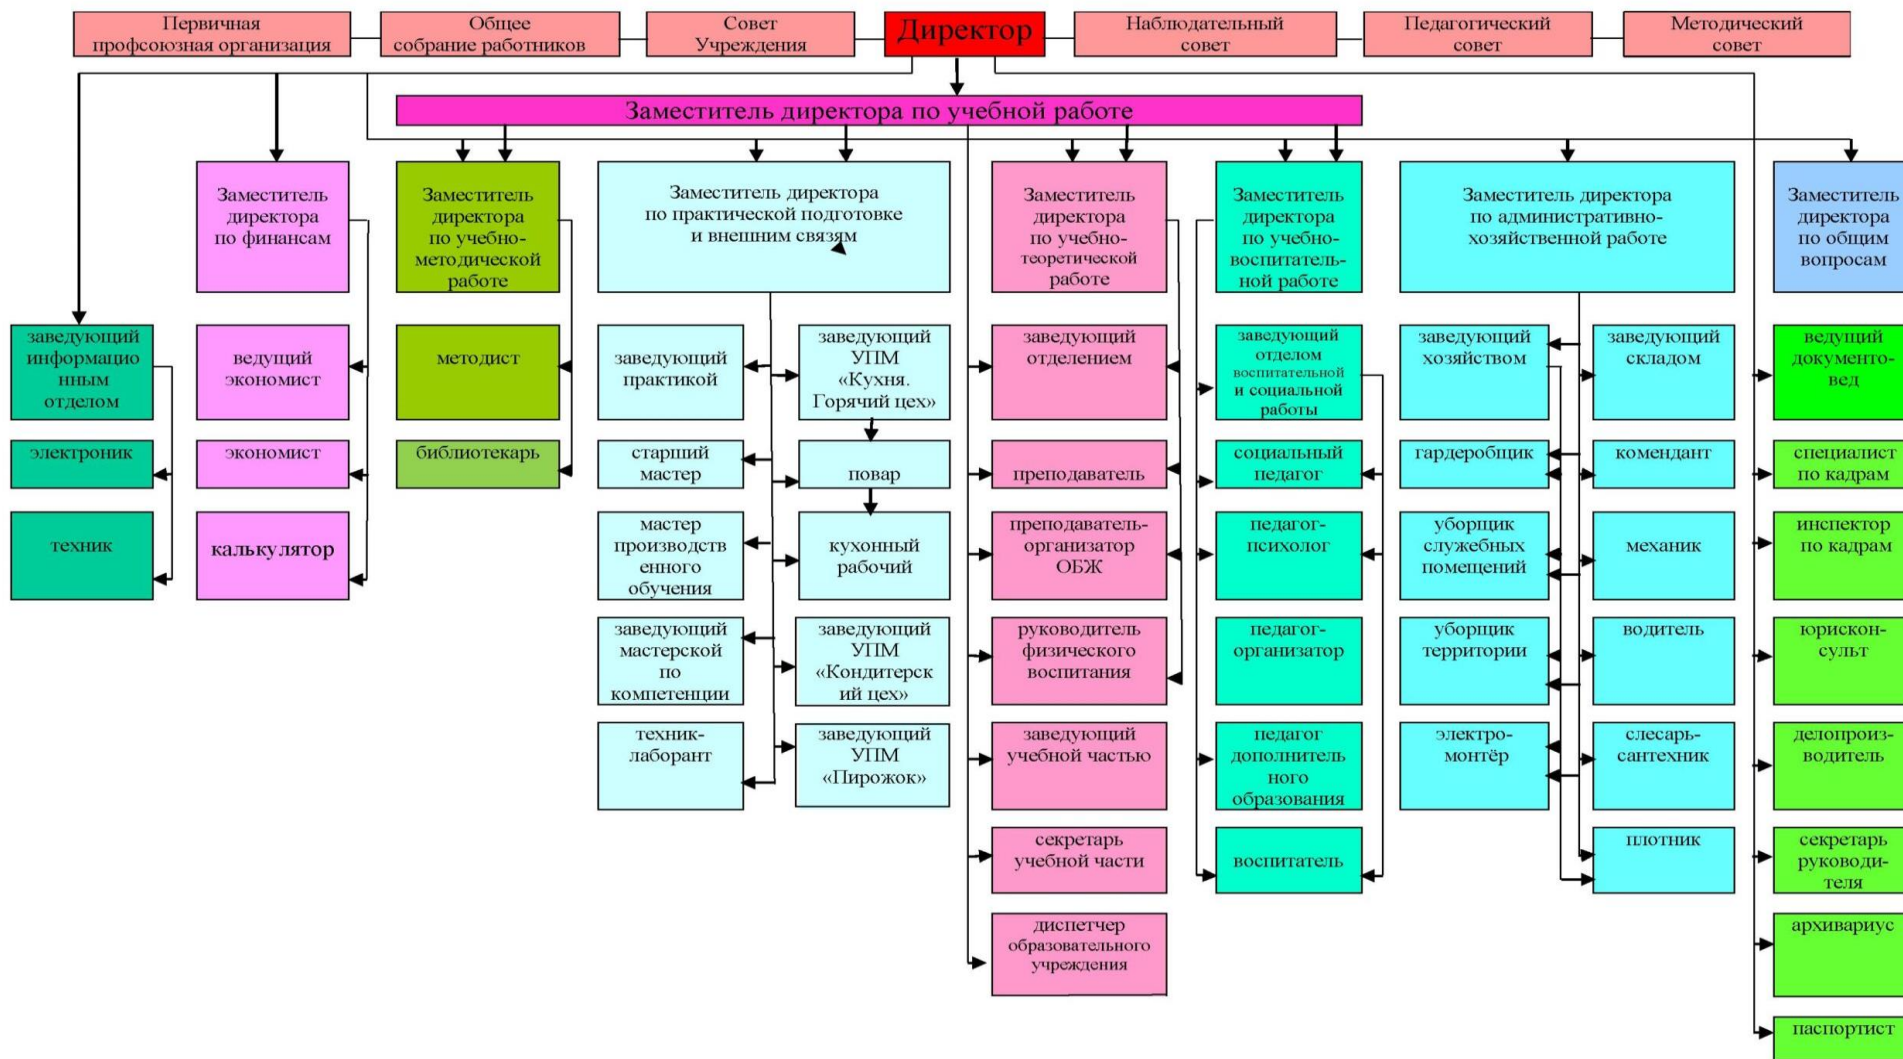 Первичная
профсоюзная организация
Общее
собрание работников
Совет
Учреждения
Директор
Наблюдательный
совет
Педагогический
совет
Методический
совет
Заместитель директора по учебной работе
Заместитель
директора
по финансам
Заместитель
директора
по учебно-
методической
работе
Заместитель директора
по практической подготовке
и внешним связям
Заместитель
директора
по учебно-
теоретической
работе
Заместитель
директора
по учебно-
воспитатель-
ной работе
Заместитель директора
по административно-
хозяйственной работе
Заместитель
директора
по общим
вопросам
заведующий
информацио
нным
отделом
ведущий
экономист
методист
заведующий
практикой
заведующий
УПМ
«Кухня.
Горячий цех»
заведующий
отделением
заведующий
отделом
воспитательной
и социальной
работы
заведующий
хозяйством
заведующий
складом
ведущий
документо-
вед
электроник
экономист
библиотекарь
старший
мастер
повар
преподаватель
социальный
педагог
гардеробщик
комендант
специалист
по кадрам
техник
калькулятор
мастер
производств
енного
обучения
кухонный
рабочий
преподаватель-
организатор
ОБЖ
педагог-
психолог
уборщик
служебных
помещений
механик
инспектор
по кадрам
заведующий
мастерской
по
компетенции
заведующий
УПМ
«Кондитерск
ий цех»
руководитель
физического
воспитания
педагог-
организатор
уборщик
территории
водитель
юрискон-
сульт
техник-
лаборант
заведующий
УПМ
«Пирожок»
заведующий
учебной частью
педагог
дополнитель
ного
образования
электро-
монтёр
слесарь-
сантехник
делопроиз-
водитель
секретарь
учебной части
воспитатель
плотник
секретарь
руководи-
теля
диспетчер
образовательного
учреждения
архивариус
паспортист